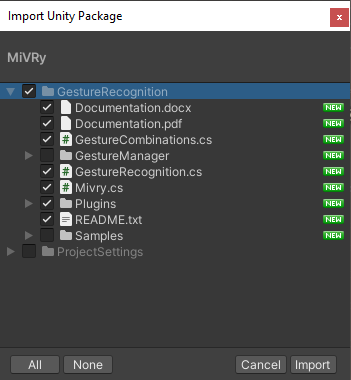 Import Unity Package
x
MiVRy
GestureRecognition
Documentation.docx NEW
Documentation.pdf NEW
# GestureCombinations.cs NEW
GestureManager NEW
# GestureRecognition.cs NEW
# Mivry.cs NEW
Plugins NEW
README.txt NEW
Samples NEW
ProjectSettings
All None Cancel Import